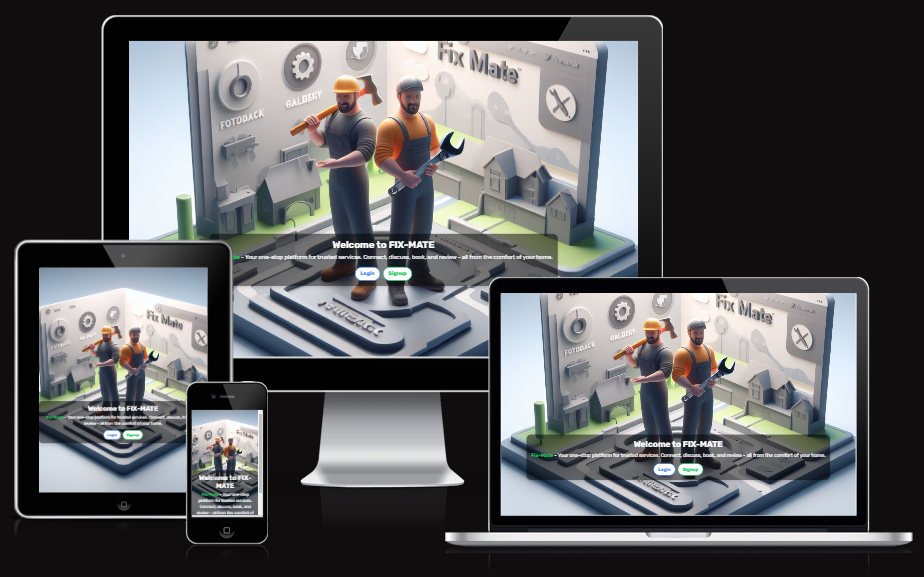 Fix Mate
FOTOBACK
GALBERY
Welcome to FIX-MATE
– Your one-stop platform for trusted services. Connect, discuss, book, and review – all from the comfort of your home.
Login Signup
Fix Mate
GALBERY
Welcome to FIX-MATE
Fix-Mate – Your one-stop platform for trusted services. Connect, discuss, book, and
review – all from the comfort of your home.
Login Signup
Welcome to FIX-
MATE
Fix-Mate – Your one-stop
platform for trusted services.
Connect, discuss, book, and
review – all from the comfort of
Fix Mate
FOTOBACK
GALBERY
Welcome to FIX-MATE
Fix-Mate – Your one-stop platform for trusted services. Connect, discuss, book, and review – all from the comfort of your home.
Login Signup